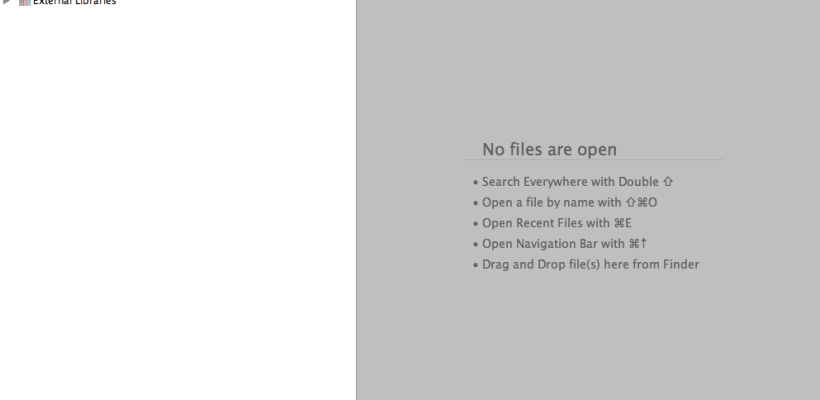 External Libraries
No files are open
• Search Everywhere with Double ⇧
• Open a file by name with ⇧⌘O
• Open Recent Files with ⌘E
• Open Navigation Bar with ⌘↑
• Drag and Drop file(s) here from Finder